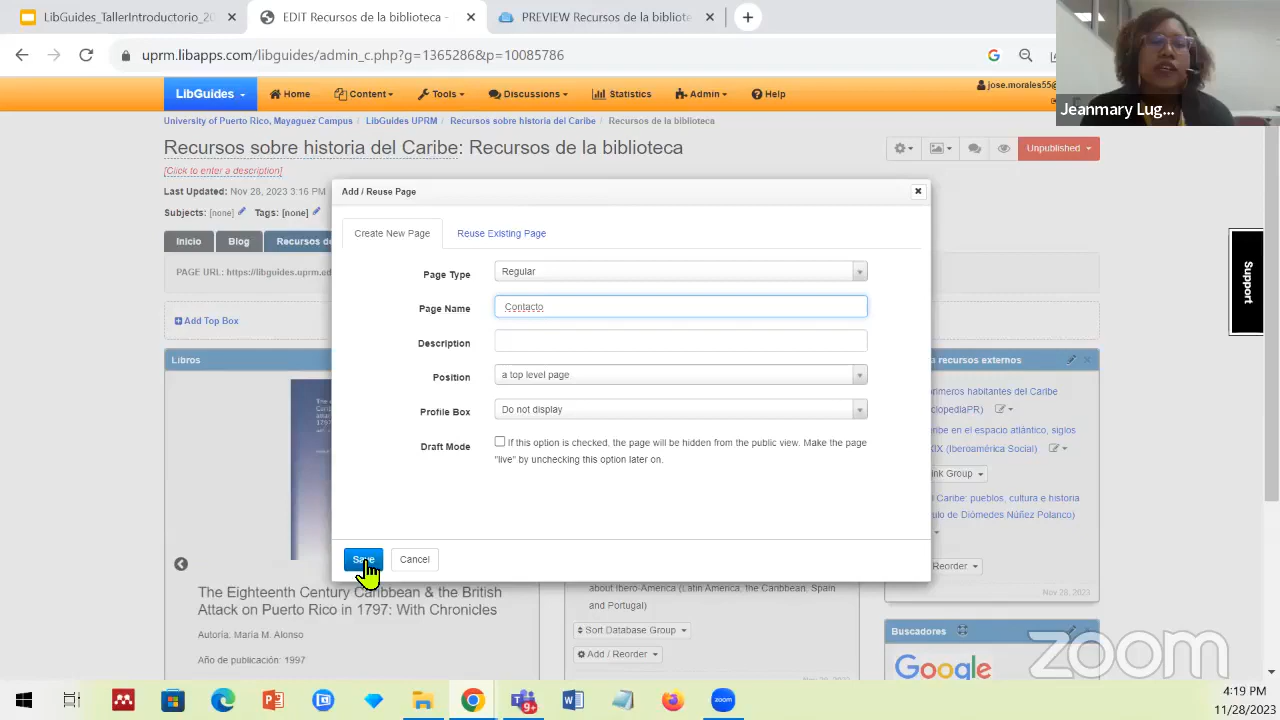 LibGuides_TallerIntroductorio_20
EDIT Recursos de la biblioteca -
PREVIEW Recursos de la bibliote
uprm.libapps.com/libguides/admin_c.php?g=1365286&p=10085786
Jeanmary Lug...
LibGuides
Home
Content
Tools
Discussions
Statistics
Admin
Help
jose.morales55@
University of Puerto Rico, Mayaguez Campus / LibGuides UPRM / Recursos sobre historia del Caribe / Recursos de la biblioteca
Recursos sobre historia del Caribe: Recursos de la biblioteca
Unpublished
[Click to enter a description]
Last Updated: Nov 28, 2023 3:16 PM
Subjects: [none] Tags: [none]
Inicio
Blog
Recursos de
PAGE URL: https://libguides.uprm.ed
Add Top Box
Add / Reuse Page
Create New Page
Reuse Existing Page
Page Type
Regular
Page Name
Contacto
Description
Position
a top level page
Profile Box
Do not display
Draft Mode
If this option is checked, the page will be hidden from the public view. Make the page
"live" by unchecking this option later on.
Save
Cancel
Support
Libros
a recursos externos
rimeros habitantes del Caribe
clopediaPR)
ribe en el espacio atlántico, siglos
XIX (Iberoamérica Social)
ink Group
l Caribe: pueblos, cultura e historia
ulo de Diómedes Núñez Polanco)
Reorder
Nov 28, 2023
The Eighteenth Century Caribbean & the British
Attack on Puerto Rico in 1797: With Chronicles
Autoría: María M. Alonso
Año de publicación: 1997
about Ibero-America (Latin America, the Caribbean, Spain
and Portugal)
Sort Database Group
Add / Reorder
Buscadores
Google
zoom
9+
zoom
4:19 PM
11/28/2023